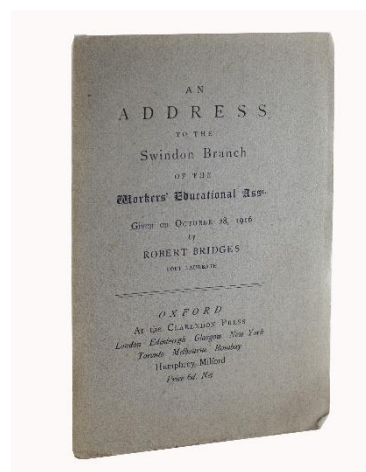 AN
ADDRESS
TO THE
Swindon Branch
OF THE
Workers' Educational Assn.
Given on OCTOBER 28, 1916
by
ROBERT BRIDGES
POET LAUREATE
OXFORD
At the CLARENDON PRESS
London Edinburgh Glasgow New York
Toronto Melbourne Bombay
Humphrey Milford
Price 6d. Net